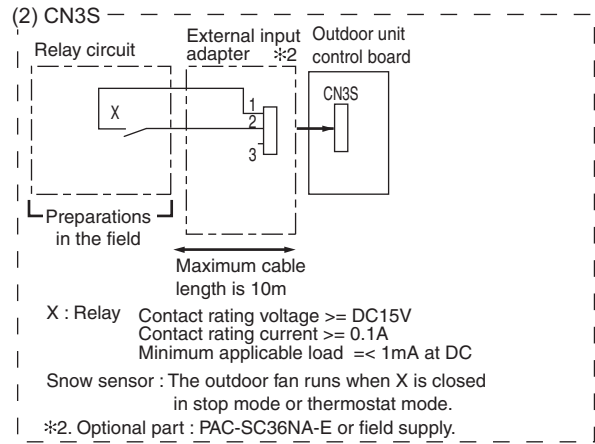 (2) CN3S
External input adapter ✻2
Outdoor unit control board
Relay circuit
CN3S
X
1
2
3
Preparations
in the field
Maximum cable
length is 10m
X : Relay
Contact rating voltage >= DC15V
Contact rating current >= 0.1A
Minimum applicable load =< 1mA at DC
Snow sensor : The outdoor fan runs when X is closed
in stop mode or thermostat mode.
✻2. Optional part : PAC-SC36NA-E or field supply.